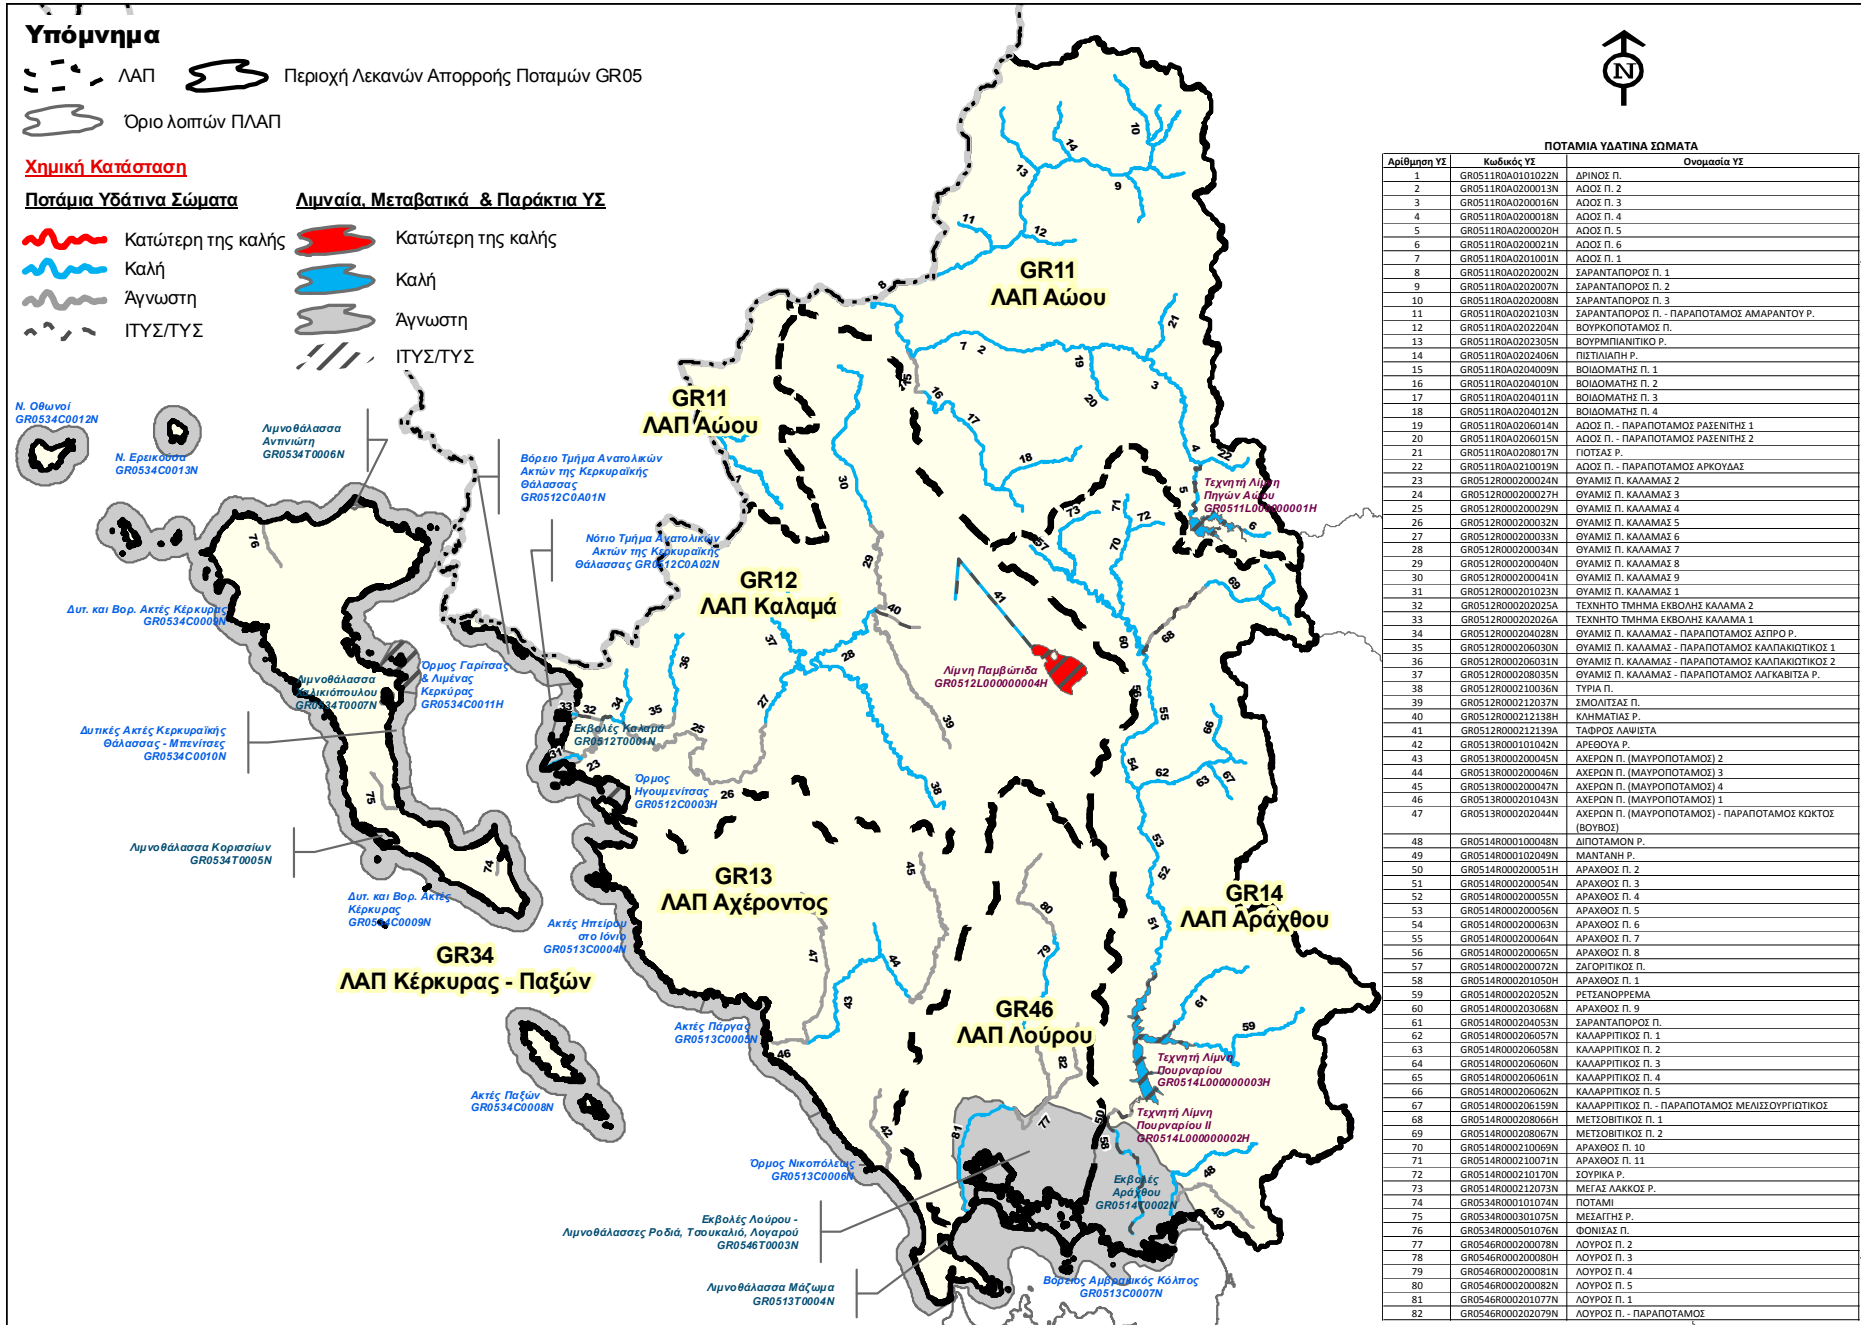 Υπόμνημα
ΛΑΠ
Περιοχή Λεκανών Απορροής Ποταμών GR05
Όριο λοιπών ΠΛΑΠ
Χημική Κατάσταση
Ποτάμια Υδάτινα Σώματα
Λιμναία, Μεταβατικά & Παράκτια ΥΣ
Κατώτερη της καλής
Καλή
Άγνωστη
ΙΤΥΣ/ΤΥΣ
Κατώτερη της καλής
Καλή
Άγνωστη
ΙΤΥΣ/ΤΥΣ
N
Ν. Οθωνοί
GR0534C0012N
Ν. Ερεικούσα
GR0534C0013N
Λιμνοθάλασσα
Αντινιώτη
GR0534T0006N
Βόρειο Τμήμα Ανατολικών
Ακτών της Κερκυραϊκής
Θάλασσας
GR0512C0A01N
Νότιο Τμήμα Ανατολικών
Ακτών της Κερκυραϊκής
Θάλασσας GR0512C0A02N
Δυτ. και Βορ. Ακτές Κέρκυρας
GR0534C0009N
Λιμνοθάλασσα
Χαλικιόπουλου
GR0534T0007N
Όρμος Γαρίτσας
& Λιμένας
Κερκύρας
GR0534C0011H
Δυτικές Ακτές Κερκυραϊκής
Θάλασσας - Μπενίτσες
GR0534C0010N
Εκβολές Καλαμά
GR0512T0001N
Όρμος
Ηγουμενίτσας
GR0512C0003H
Λιμνοθάλασσα Κορισσίων
GR0534T0005N
Δυτ. και Βορ. Ακτές
Κέρκυρας
GR0534C0009N
Ακτές Ηπείρου
στο Ιόνιο
GR0513C0004N
Ακτές Πάργας
GR0513C0005N
Ακτές Παξών
GR0534C0008N
Όρμος Νικοπόλεως
GR0513C0006N
Εκβολές Λούρου -
Λιμνοθάλασσες Ροδιά, Τσουκαλιό, Λογαρού
GR0546T0003N
Λιμνοθάλασσα Μάζωμα
GR0513T0004N
Βόρειος Αμβρακικός Κόλπος
GR0513C0007N
Εκβολές
Αράχθου
GR0514T0002N
Τεχνητή Λίμνη
Πουρναρίου
GR0514L000000003H
Τεχνητή Λίμνη
Πουρναρίου ΙΙ
GR0514L000000002H
Λίμνη Παμβώτιδα
GR0512L000000004H
Τεχνητή Λίμνη
Πηγών Αώου
GR0511L000000001H
GR11
ΛΑΠ Αώου
GR11
ΛΑΠ Αώου
GR12
ΛΑΠ Καλαμά
GR13
ΛΑΠ Αχέροντος
GR14
ΛΑΠ Αράχθου
GR46
ΛΑΠ Λούρου
GR34
ΛΑΠ Κέρκυρας - Παξών
ΠΟΤΑΜΙΑ ΥΔΑΤΙΝΑ ΣΩΜΑΤΑ
Αρίθμηση ΥΣ Κωδικός ΥΣ Ονομασία ΥΣ
1 GR0511R0A0101022N ΔΡΙΝΟΣ Π.
2 GR0511R0A0200013N ΑΩΟΣ Π. 2
3 GR0511R0A0200016N ΑΩΟΣ Π. 3
4 GR0511R0A0200018N ΑΩΟΣ Π. 4
5 GR0511R0A0200020H ΑΩΟΣ Π. 5
6 GR0511R0A0200021N ΑΩΟΣ Π. 6
7 GR0511R0A0201001N ΑΩΟΣ Π. 1
8 GR0511R0A0202002N ΣΑΡΑΝΤΑΠΟΡΟΣ Π. 1
9 GR0511R0A0202007N ΣΑΡΑΝΤΑΠΟΡΟΣ Π. 2
10 GR0511R0A0202008N ΣΑΡΑΝΤΑΠΟΡΟΣ Π. 3
11 GR0511R0A0202103N ΣΑΡΑΝΤΑΠΟΡΟΣ Π. - ΠΑΡΑΠΟΤΑΜΟΣ ΑΜΑΡΑΝΤΟΥ Ρ.
12 GR0511R0A0202204N ΒΟΥΡΚΟΠΟΤΑΜΟΣ Π.
13 GR0511R0A0202305N ΒΟΥΡΜΠΙΑΝΙΤΙΚΟ Ρ.
14 GR0511R0A0202406N ΠΙΣΤΙΛΙΑΠΗ Ρ.
15 GR0511R0A0204009N ΒΟΙΔΟΜΑΤΗΣ Π. 1
16 GR0511R0A0204010N ΒΟΙΔΟΜΑΤΗΣ Π. 2
17 GR0511R0A0204011N ΒΟΙΔΟΜΑΤΗΣ Π. 3
18 GR0511R0A0204012N ΒΟΙΔΟΜΑΤΗΣ Π. 4
19 GR0511R0A0206014N ΑΩΟΣ Π. - ΠΑΡΑΠΟΤΑΜΟΣ ΡΑΣΕΝΙΤΗΣ 1
20 GR0511R0A0206015N ΑΩΟΣ Π. - ΠΑΡΑΠΟΤΑΜΟΣ ΡΑΣΕΝΙΤΗΣ 2
21 GR0511R0A0208017N ΓΙΟΤΣΑΣ Ρ.
22 GR0511R0A0210019N ΑΩΟΣ Π. - ΠΑΡΑΠΟΤΑΜΟΣ ΑΡΚΟΥΔΑΣ
23 GR0512R000200024N ΘΥΑΜΙΣ Π. ΚΑΛΑΜΑΣ 2
24 GR0512R000200027H ΘΥΑΜΙΣ Π. ΚΑΛΑΜΑΣ 3
25 GR0512R000200029N ΘΥΑΜΙΣ Π. ΚΑΛΑΜΑΣ 4
26 GR0512R000200032N ΘΥΑΜΙΣ Π. ΚΑΛΑΜΑΣ 5
27 GR0512R000200033N ΘΥΑΜΙΣ Π. ΚΑΛΑΜΑΣ 6
28 GR0512R000200034N ΘΥΑΜΙΣ Π. ΚΑΛΑΜΑΣ 7
29 GR0512R000200040N ΘΥΑΜΙΣ Π. ΚΑΛΑΜΑΣ 8
30 GR0512R000200041N ΘΥΑΜΙΣ Π. ΚΑΛΑΜΑΣ 9
31 GR0512R000201023N ΘΥΑΜΙΣ Π. ΚΑΛΑΜΑΣ 1
32 GR0512R000202025A ΤΕΧΝΗΤΟ ΤΜΗΜΑ ΕΚΒΟΛΗΣ ΚΑΛΑΜΑ 2
33 GR0512R000202026A ΤΕΧΝΗΤΟ ΤΜΗΜΑ ΕΚΒΟΛΗΣ ΚΑΛΑΜΑ 1
34 GR0512R000204028N ΘΥΑΜΙΣ Π. ΚΑΛΑΜΑΣ - ΠΑΡΑΠΟΤΑΜΟΣ ΑΣΠΡΟ Ρ.
35 GR0512R000206030N ΘΥΑΜΙΣ Π. ΚΑΛΑΜΑΣ - ΠΑΡΑΠΟΤΑΜΟΣ ΚΑΛΠΑΚΙΩΤΙΚΟΣ 1
36 GR0512R000206031N ΘΥΑΜΙΣ Π. ΚΑΛΑΜΑΣ - ΠΑΡΑΠΟΤΑΜΟΣ ΚΑΛΠΑΚΙΩΤΙΚΟΣ 2
37 GR0512R000208035N ΘΥΑΜΙΣ Π. ΚΑΛΑΜΑΣ - ΠΑΡΑΠΟΤΑΜΟΣ ΛΑΓΚΑΒΙΤΣΑ Ρ.
38 GR0512R000210036N ΤΥΡΙΑ Π.
39 GR0512R000212037N ΣΜΟΛΙΤΣΑΣ Π.
40 GR0512R000212138H ΚΛΗΜΑΤΙΑΣ Ρ.
41 GR0512R000212139A ΤΑΦΡΟΣ ΛΑΨΙΣΤΑ
42 GR0513R000101042N ΑΡΕΘΟΥΑ Ρ.
43 GR0513R000200045N ΑΧΕΡΩΝ Π. (ΜΑΥΡΟΠΟΤΑΜΟΣ) 2
44 GR0513R000200046N ΑΧΕΡΩΝ Π. (ΜΑΥΡΟΠΟΤΑΜΟΣ) 3
45 GR0513R000200047N ΑΧΕΡΩΝ Π. (ΜΑΥΡΟΠΟΤΑΜΟΣ) 4
46 GR0513R000201043N ΑΧΕΡΩΝ Π. (ΜΑΥΡΟΠΟΤΑΜΟΣ) 1
47 GR0513R000202044N ΑΧΕΡΩΝ Π. (ΜΑΥΡΟΠΟΤΑΜΟΣ) - ΠΑΡΑΠΟΤΑΜΟΣ ΚΩΚΤΟΣ
(ΒΟΥΒΟΣ)
48 GR0514R000100048N ΔΙΠΟΤΑΜΟΝ Ρ.
49 GR0514R000102049N ΜΑΝΤΑΝΗ Ρ.
50 GR0514R000200051H ΑΡΑΧΘΟΣ Π. 2
51 GR0514R000200054N ΑΡΑΧΘΟΣ Π. 3
52 GR0514R000200055N ΑΡΑΧΘΟΣ Π. 4
53 GR0514R000200056N ΑΡΑΧΘΟΣ Π. 5
54 GR0514R000200063N ΑΡΑΧΘΟΣ Π. 6
55 GR0514R000200064N ΑΡΑΧΘΟΣ Π. 7
56 GR0514R000200065N ΑΡΑΧΘΟΣ Π. 8
57 GR0514R000200072N ΖΑΓΟΡΙΤΙΚΟΣ Π.
58 GR0514R000201050H ΑΡΑΧΘΟΣ Π. 1
59 GR0514R000202052N ΡΕΤΣΑΝΟΡΡΕΜΑ
60 GR0514R000203068N ΑΡΑΧΘΟΣ Π. 9
61 GR0514R000204053N ΣΑΡΑΝΤΑΠΟΡΟΣ Π.
62 GR0514R000206057N ΚΑΛΑΡΡΙΤΙΚΟΣ Π. 1
63 GR0514R000206058N ΚΑΛΑΡΡΙΤΙΚΟΣ Π. 2
64 GR0514R000206060N ΚΑΛΑΡΡΙΤΙΚΟΣ Π. 3
65 GR0514R000206061N ΚΑΛΑΡΡΙΤΙΚΟΣ Π. 4
66 GR0514R000206062N ΚΑΛΑΡΡΙΤΙΚΟΣ Π. 5
67 GR0514R000206159N ΚΑΛΑΡΡΙΤΙΚΟΣ Π. - ΠΑΡΑΠΟΤΑΜΟΣ ΜΕΛΙΣΣΟΥΡΓΙΩΤΙΚΟΣ
68 GR0514R000208066H ΜΕΤΣΟΒΙΤΙΚΟΣ Π. 1
69 GR0514R000208067N ΜΕΤΣΟΒΙΤΙΚΟΣ Π. 2
70 GR0514R000210069N ΑΡΑΧΘΟΣ Π. 10
71 GR0514R000210071N ΑΡΑΧΘΟΣ Π. 11
72 GR0514R000210170N ΣΟΥΡΙΚΑ Ρ.
73 GR0514R000212073N ΜΕΓΑΣ ΛΑΚΚΟΣ Ρ.
74 GR0534R000101074N ΠΟΤΑΜΙ
75 GR0534R000301075N ΜΕΣΑΓΓΗΣ Ρ.
76 GR0534R000501076N ΦΟΝΙΣΑΣ Π.
77 GR0546R000200078N ΛΟΥΡΟΣ Π. 2
78 GR0546R000200080H ΛΟΥΡΟΣ Π. 3
79 GR0546R000200081N ΛΟΥΡΟΣ Π. 4
80 GR0546R000200082N ΛΟΥΡΟΣ Π. 5
81 GR0546R000201077N ΛΟΥΡΟΣ Π. 1
82 GR0546R000202079N ΛΟΥΡΟΣ Π. - ΠΑΡΑΠΟΤΑΜΟΣ